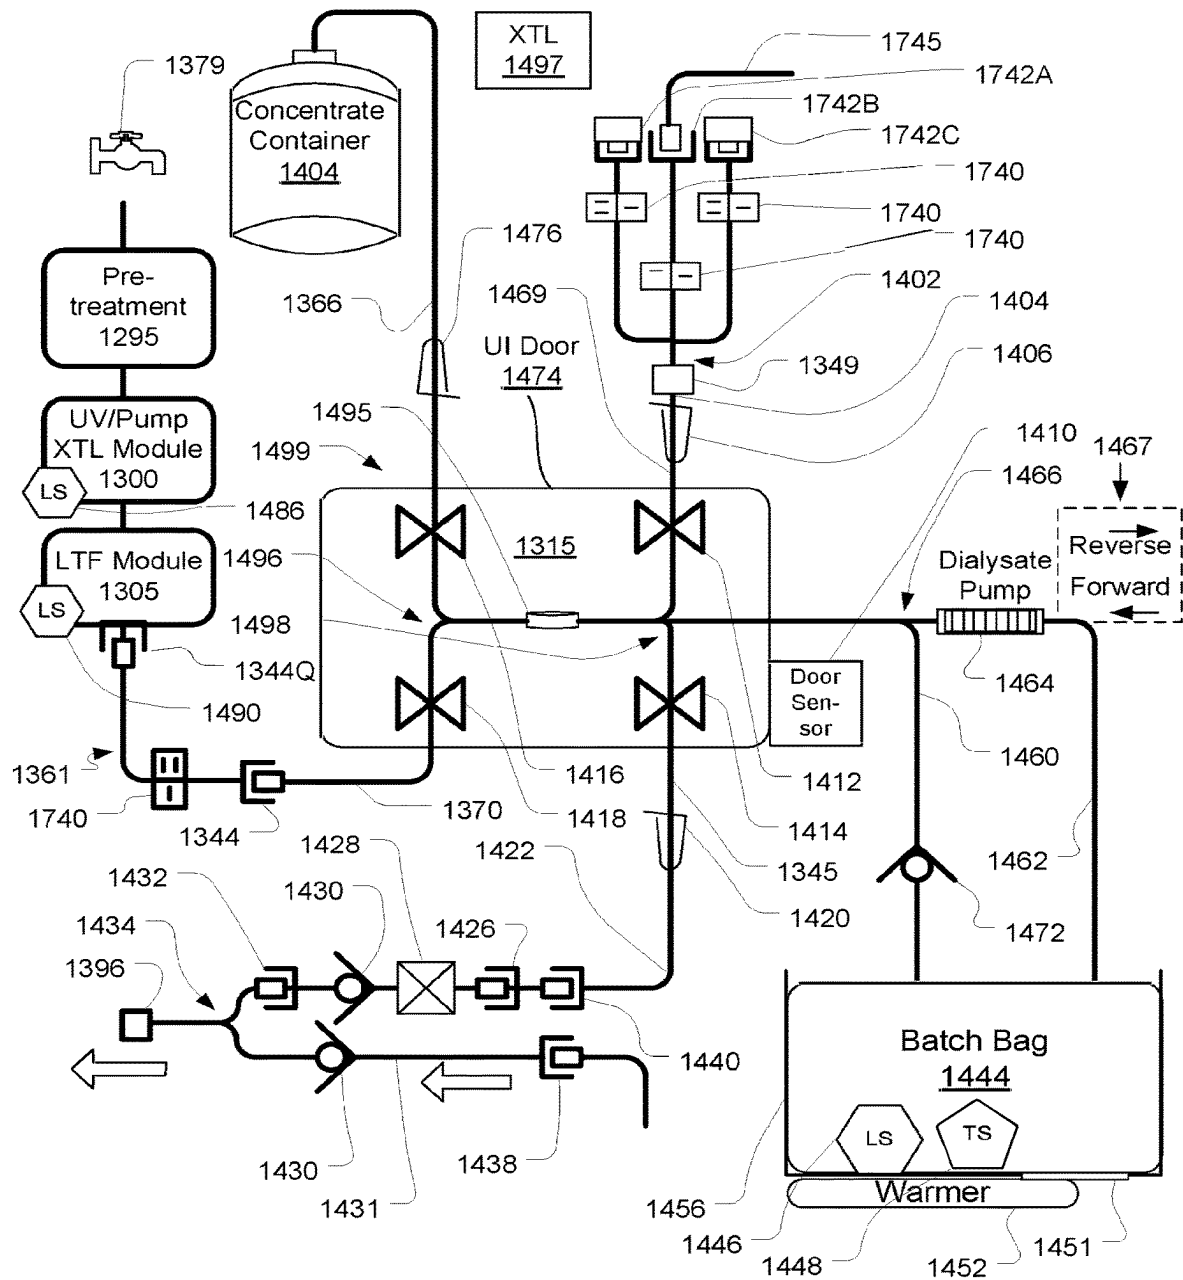 XTL
1497
1745
1742A
1742B
1742C
1379
Concentrate
Container
1404
1740
1740
1740
1476
1402
1469
1404
1366
1406
Pre-
treatment
1295
UI Door
1474
1349
UV/Pump
XTL Module
1300
LS
1495
1499
1410
1467
1466
1486
1315
1496
Reverse
Forward
Dialysate
Pump
LTF Module
1305
LS
1498
1344Q
1464
Door
Sen-
sor
1490
1460
1361
1416
1412
1740
1370
1418
1344
1414
1428
1422
1345
1462
1432
1430
1426
1420
1472
1434
1396
1440
Batch Bag
1444
LS
TS
1430
1438
1431
Warmer
1456
1446
1448
1452
1451